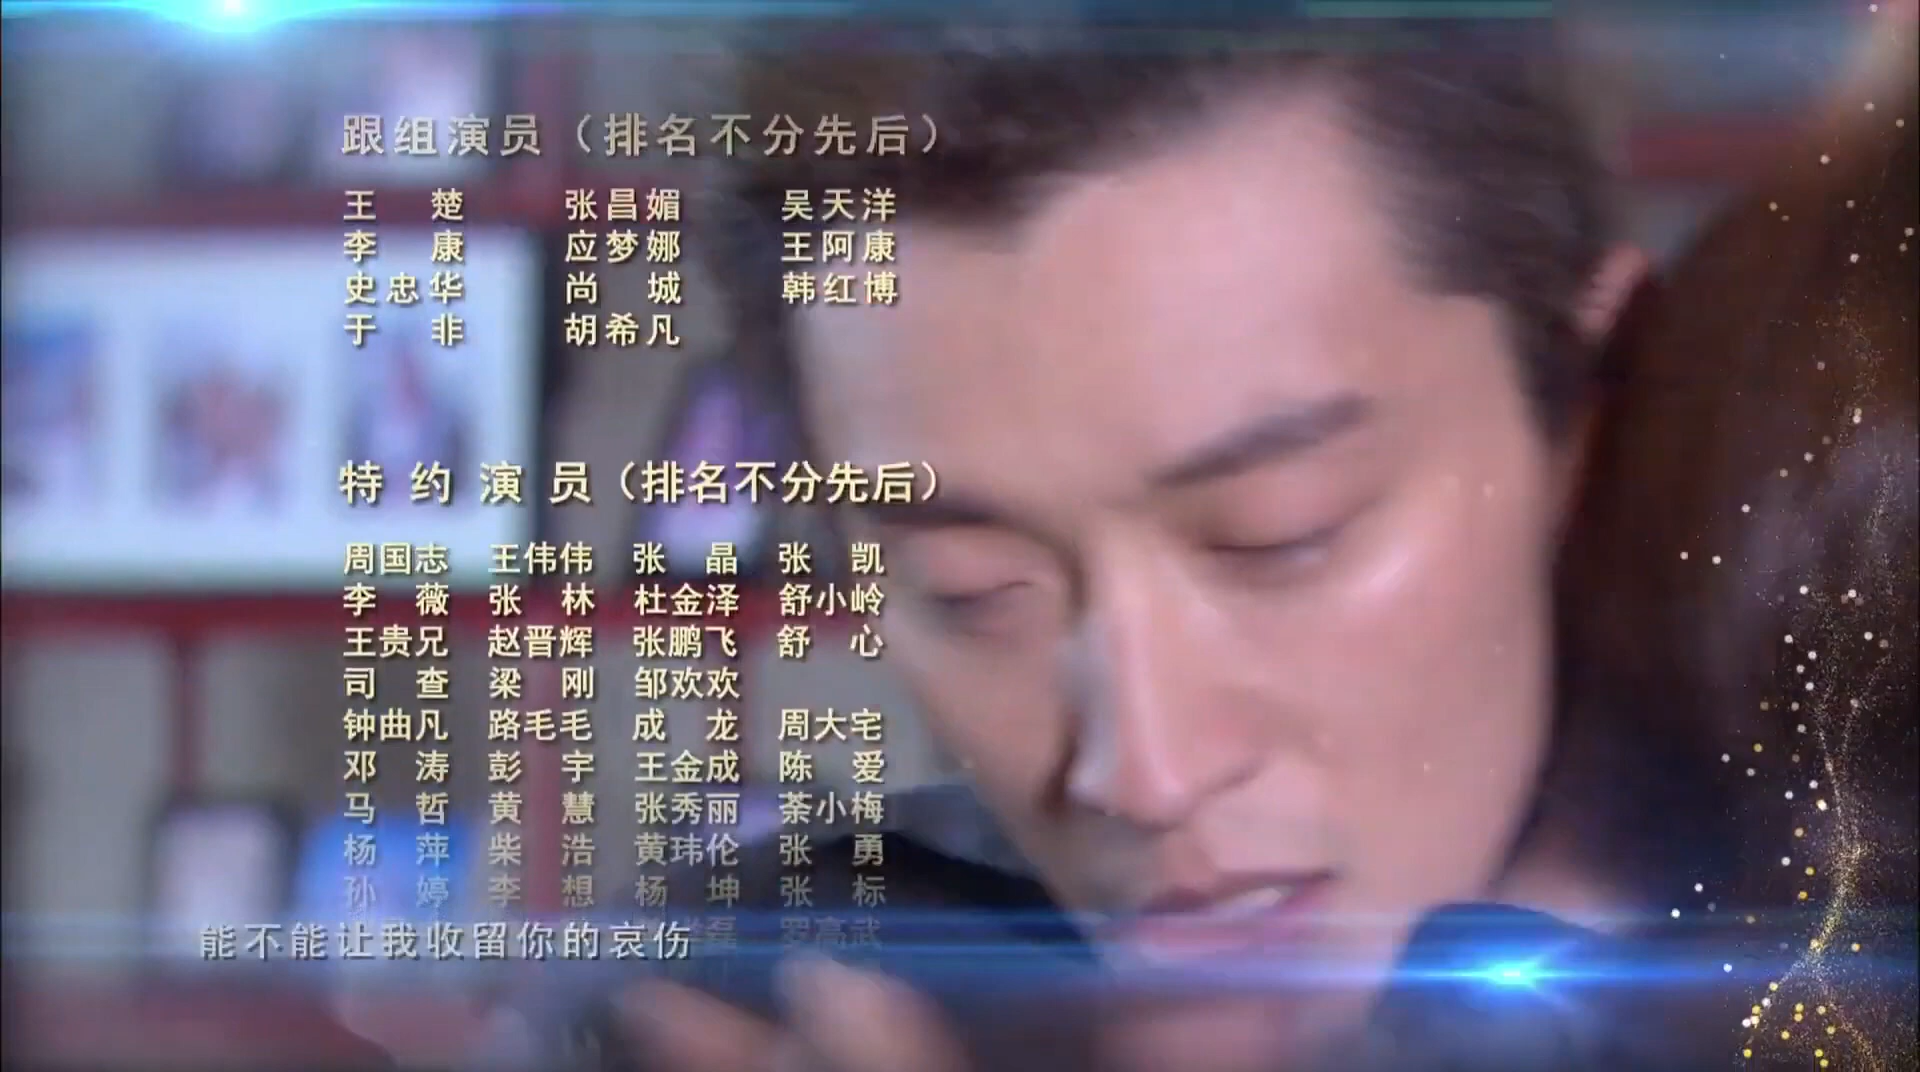 跟组演员（排名不分先后）
王 楚 张昌媚 吴天洋
李 康 应梦娜 王阿康
史忠华 尚 城 韩红博
于 非 胡希凡
特约演员（排名不分先后）
周国志 王伟伟 张 晶 张 凯
李 薇 张 林 杜金泽 舒小岭
王贵兄 赵晋辉 张鹏飞 舒 心
司 查 梁 刚 邹欢欢
钟曲凡 路毛毛 成 龙 周大宅
邓 涛 彭 宇 王金成 陈 爱
马 哲 黄 慧 张秀丽 荼小梅
杨 萍 柴 浩 黄玮伦 张 勇
孙 婷 李 想 杨 坤 张 标
磊 罗高武
能不能让我收留你的哀伤